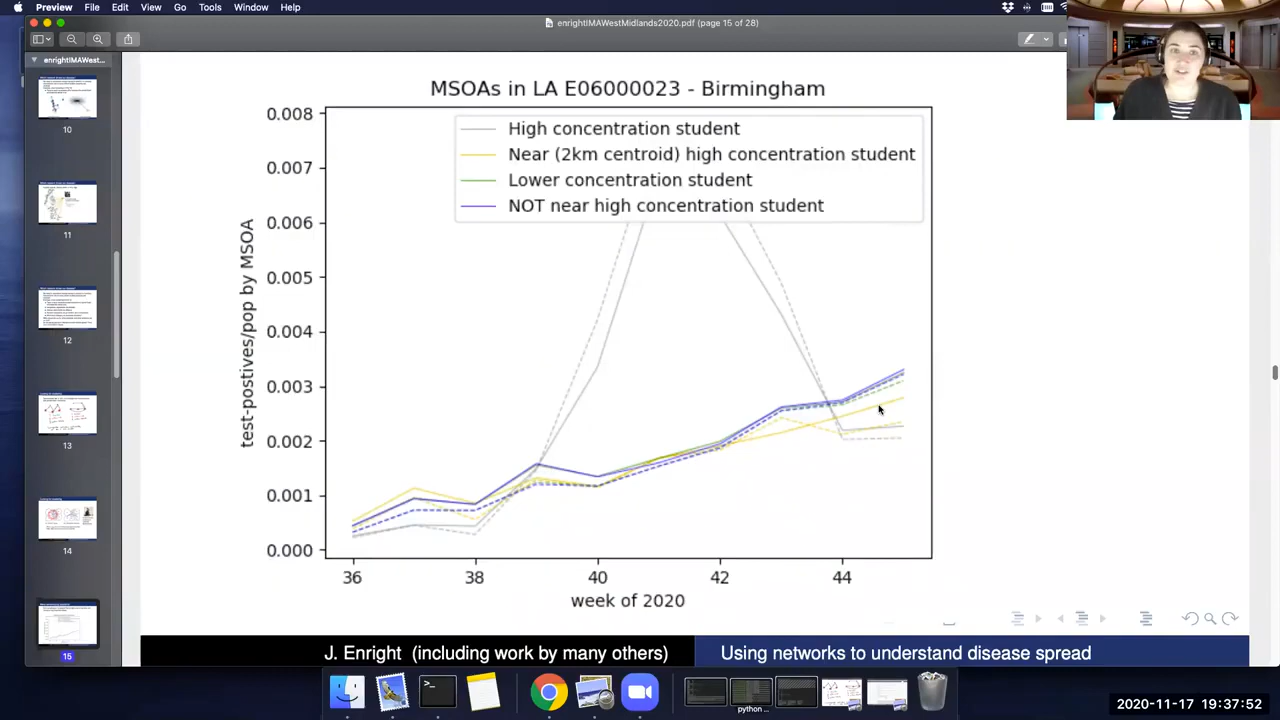 Preview File Edit View Go Tools Window Help
enrightIMAWestMidlands2020.pdf (page 15 of 28)
enrightIMAWest...
10
11
12
13
14
15
MSOAs in LA E06000023 - Birmingham
High concentration student
Near (2km centroid) high concentration student
Lower concentration student
NOT near high concentration student
test-postives/pop by MSOA
0.008
0.007
0.006
0.005
0.004
0.003
0.002
0.001
0.000
36 38 40 42 44
week of 2020
J. Enright (including work by many others) Using networks to understand disease spread
python ...
2020-11-17 19:37:52